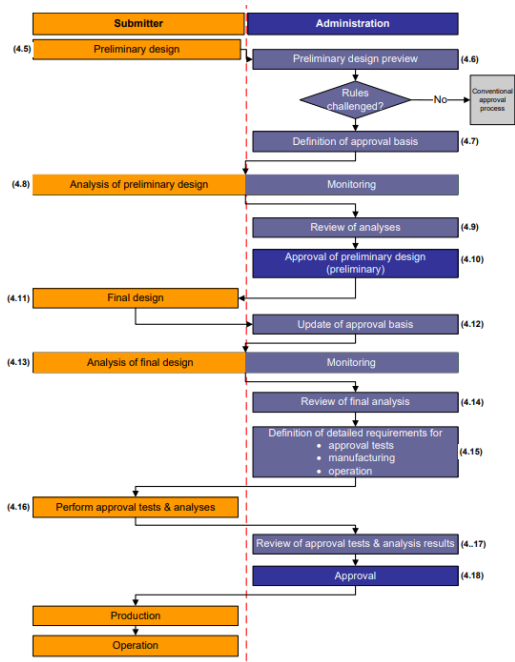 Submitter
Administration
(4.5)
Preliminary design
Preliminary design preview
(4.6)
Rules
challenged?
No
Conventional
approval
process
Definition of approval basis
(4.7)
(4.8)
Analysis of preliminary design
Monitoring
Review of analyses
(4.9)
Approval of preliminary design
(preliminary)
(4.10)
(4.11)
Final design
Update of approval basis
(4.12)
(4.13)
Analysis of final design
Monitoring
Review of final analysis
(4.14)
Definition of detailed requirements for
• approval tests
• manufacturing
• operation
(4.15)
(4.16)
Perform approval tests & analyses
Review of approval tests & analysis results
(4..17)
Approval
(4.18)
Production
Operation